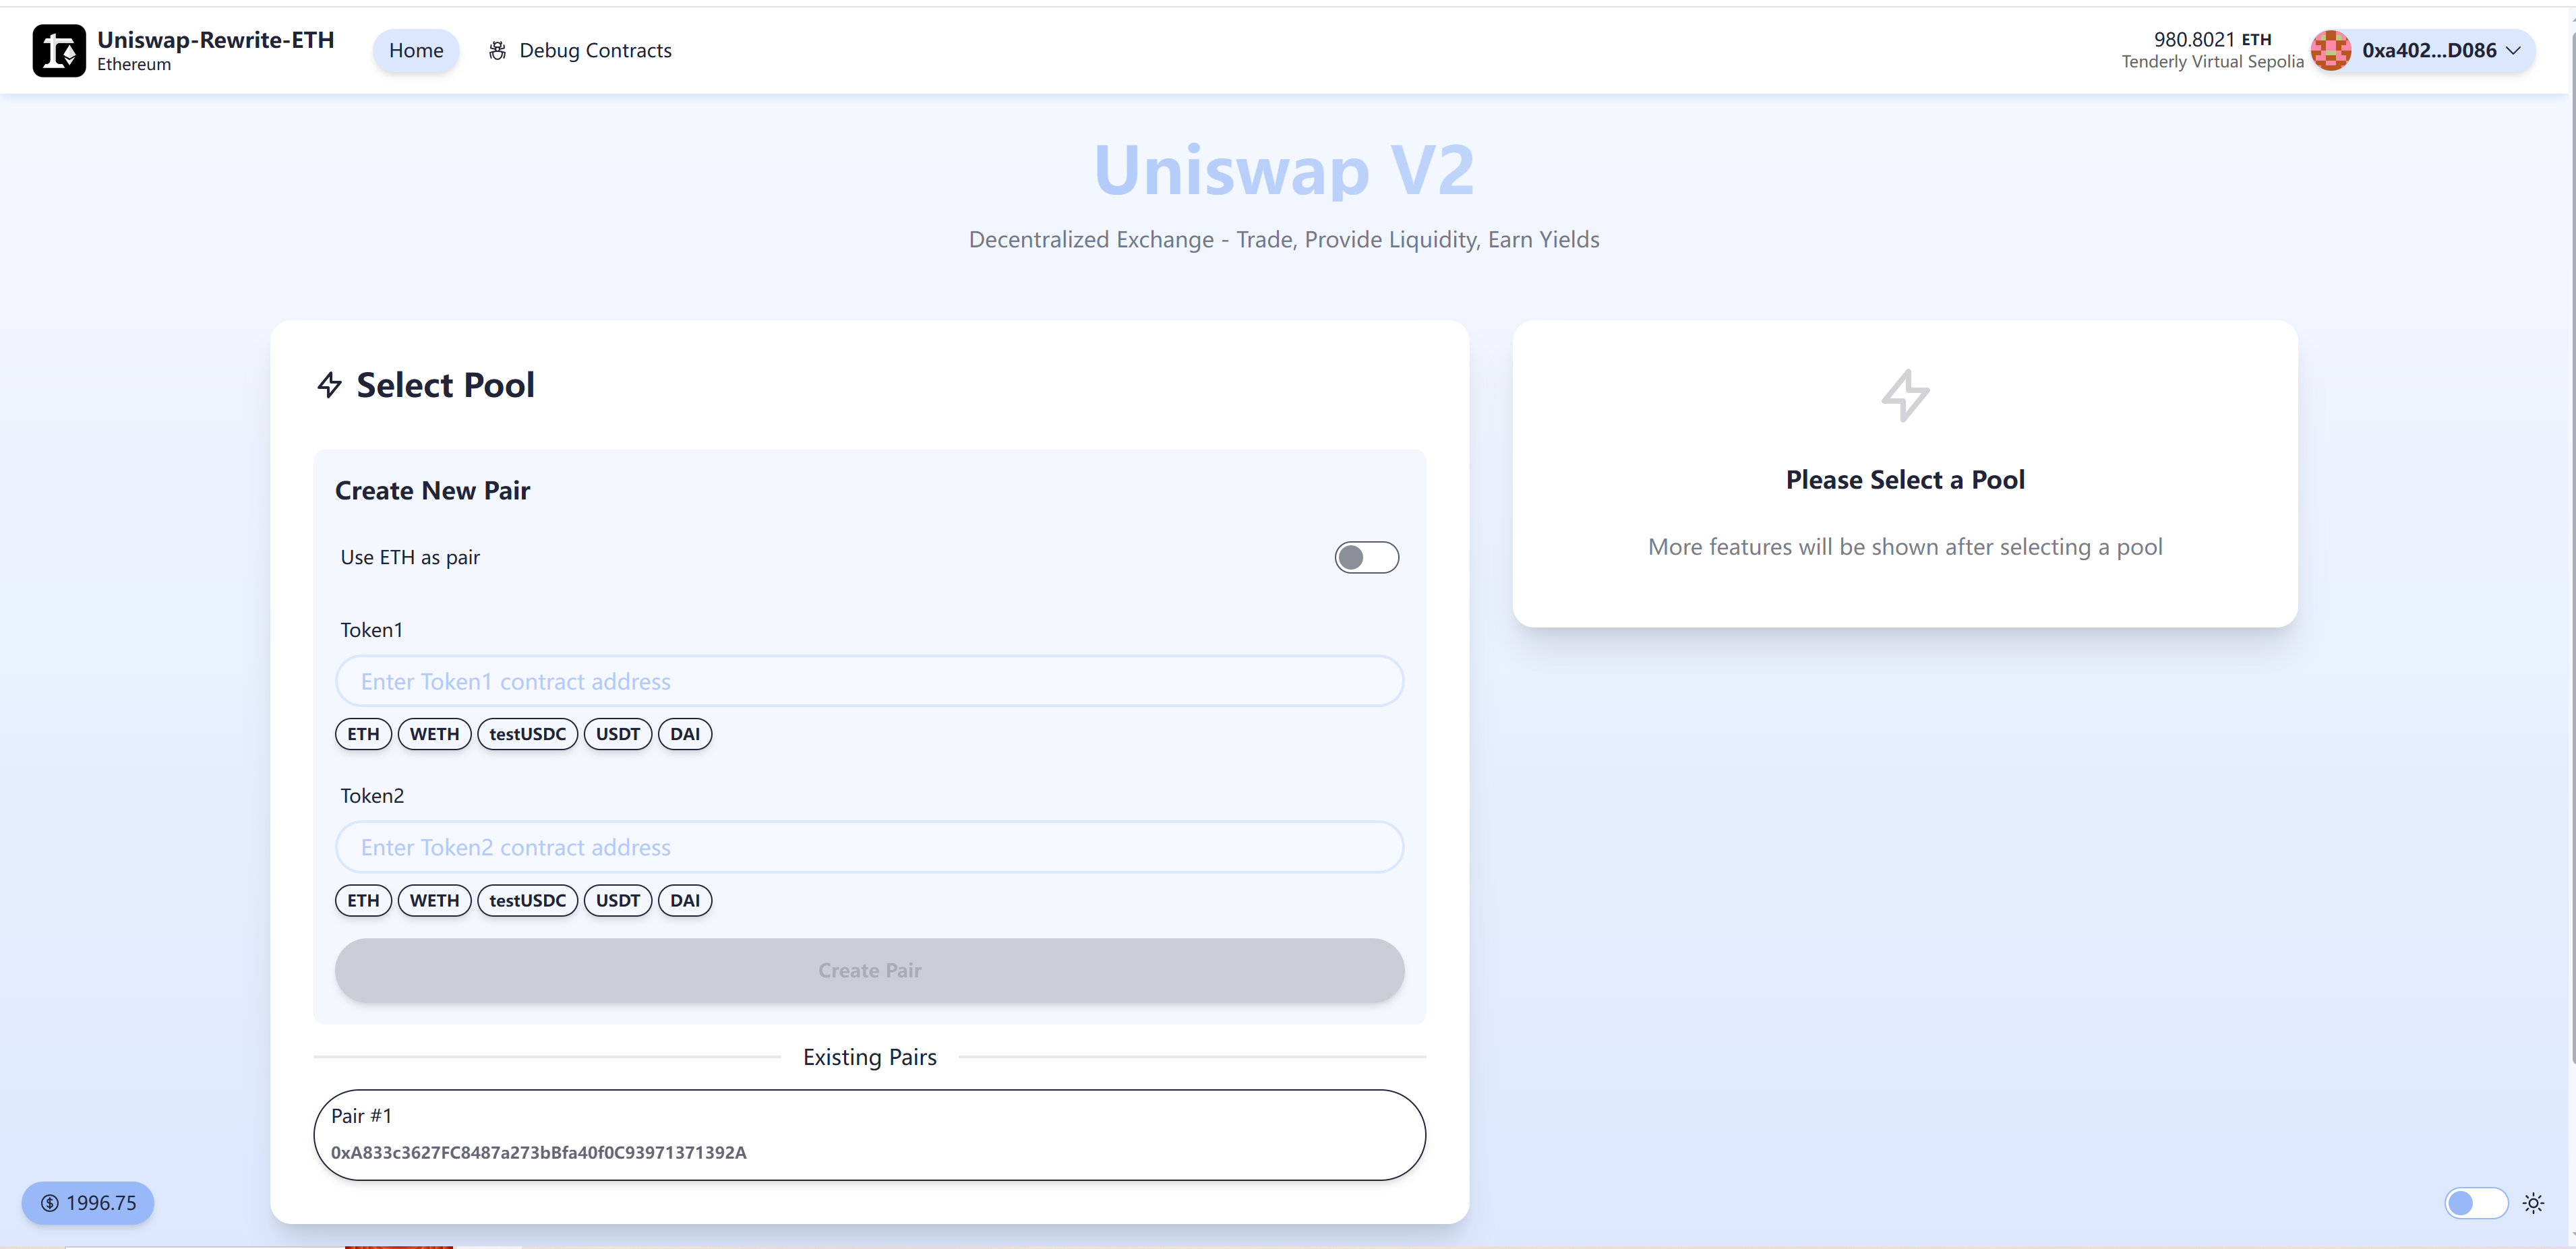 Uniswap-Rewrite-ETH
Ethereum
Home
Debug Contracts
980.8021 ETH
Tenderly Virtual Sepolia
0xa402...D086
Uniswap V2
Decentralized Exchange - Trade, Provide Liquidity, Earn Yields
Select Pool
Create New Pair
Use ETH as pair
Token1
Enter Token1 contract address
ETH WETH testUSDC USDT DAI
Token2
Enter Token2 contract address
ETH WETH testUSDC USDT DAI
Create Pair
Existing Pairs
Pair #1
0xA833c3627FC8487a273bBfa40f0C93971371392A
Please Select a Pool
More features will be shown after selecting a pool
1996.75